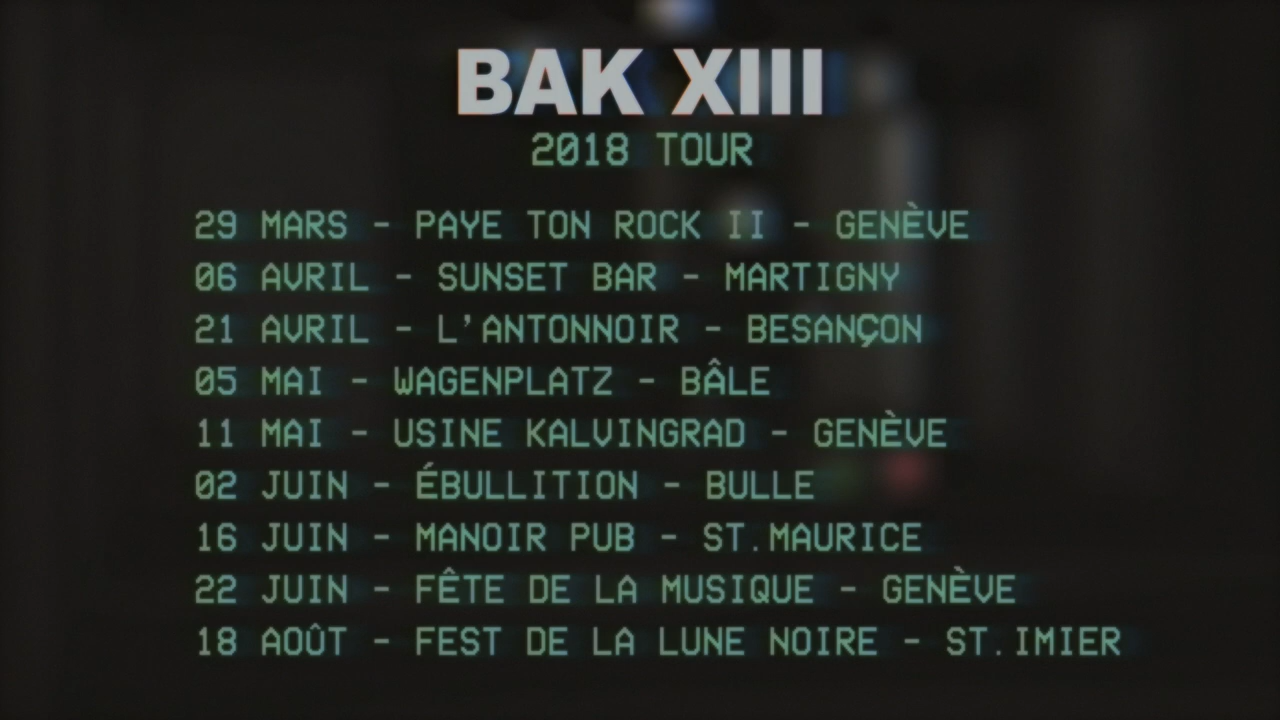 BAK XIII
2018 TOUR
29 MARS - PAYE TON ROCK II - GENÈVE
06 AVRIL - SUNSET BAR - MARTIGNY
21 AVRIL - L'ANTONNOIR - BESANÇON
05 MAI - WAGENPLATZ - BÂLE
11 MAI - USINE KALVINGRAD - GENÈVE
02 JUIN - ÉBULLITION - BULLE
16 JUIN - MANOIR PUB - ST.MAURICE
22 JUIN - FÊTE DE LA MUSIQUE - GENÈVE
18 AOÛT - FEST DE LA LUNE NOIRE - ST.IMIER